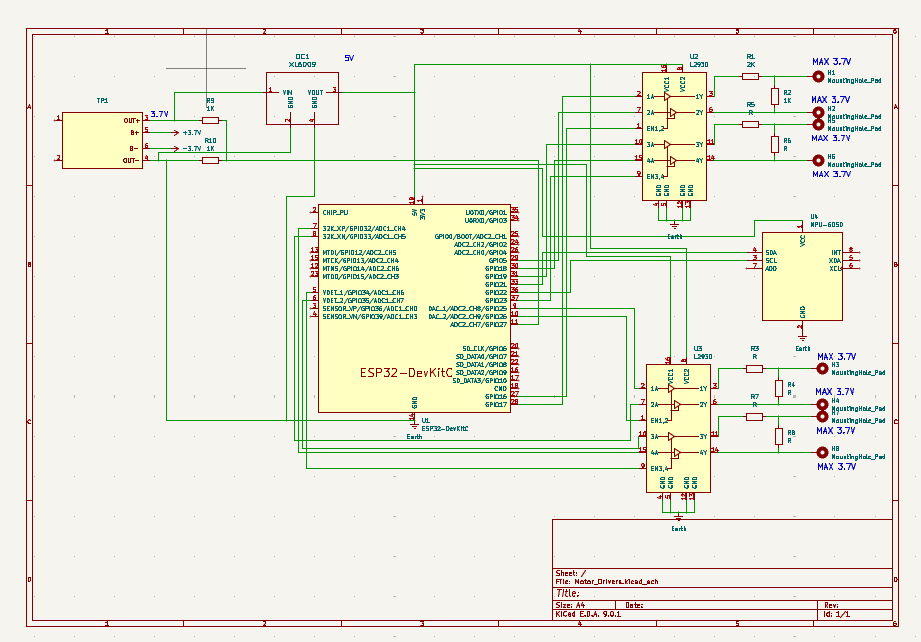 1 2 3 4 5 6
DC1
XL6009
5V
VIN
VOUT
GND
GND
TP1
3.7V
OUT+
B+
B-
OUT-
+3.7V
-3.7V
R9
1K
R10
1K
U2
L293D
VCC1
VCC2
1A
1Y
2A
2Y
EN1,2
3A
3Y
4A
4Y
EN3,4
GND
GND
GND
GND
Earth
R1
2K
R2
1K
R5
R
R6
R
MAX 3.7V
H1
MountingHole_Pad
MAX 3.7V
H2
MountingHole_Pad
MAX 3.7V
H6
MountingHole_Pad
MAX 3.7V
CHIP_PU
32K_XP/GPIO32/ADC1_CH4
32K_XN/GPIO33/ADC1_CH5
MTDI/GPIO12/ADC2_CH5
MTCK/GPIO13/ADC2_CH4
MTMS/GPIO14/ADC2_CH6
MTDO/GPIO15/ADC2_CH3
VDET_1/GPIO34/ADC1_CH6
VDET_2/GPIO35/ADC1_CH7
SENSOR_VP/GPIO36/ADC1_CH0
SENSOR_VN/GPIO39/ADC1_CH3
5V
3V3
U0TXD/GPIO1
U0RXD/GPIO3
GPIO0/BOOT/ADC2_CH1
ADC2_CH2/GPIO2
ADC2_CH0/GPIO4
GPIO5
GPIO18
GPIO19
GPIO21
GPIO22
GPIO23
DAC_1/ADC2_CH8/GPIO25
DAC_2/ADC2_CH9/GPIO26
ADC2_CH7/GPIO27
SD_CLK/GPIO6
SD_DATA0/GPIO7
SD_DATA1/GPIO8
SD_DATA2/GPIO9
SD_DATA3/GPIO10
CMD
GPIO16
GPIO17
ESP32-DevKitC
GND
U1
ESP32-DevKitC
Earth
U4
MPU-6050
VCC
SDA
SCL
ADD
INT
XDA
XCL
GND
Earth
U3
L293D
VCC1
VCC2
1A
1Y
2A
2Y
EN1,2
3A
3Y
4A
4Y
EN3,4
GND
GND
GND
GND
Earth
R3
R
R4
R
R7
R
R8
R
MAX 3.7V
H3
MountingHole_Pad
MAX 3.7V
H4
MountingHole_Pad
MAX 3.7V
H8
MountingHole_Pad
MAX 3.7V
Sheet: /
File: Motor_Drivers.kicad_sch
Title:
Size: A4 Date: Rev:
KiCad E.D.A. 9.0.1 Id: 1/1
1 2 3 4 5 6